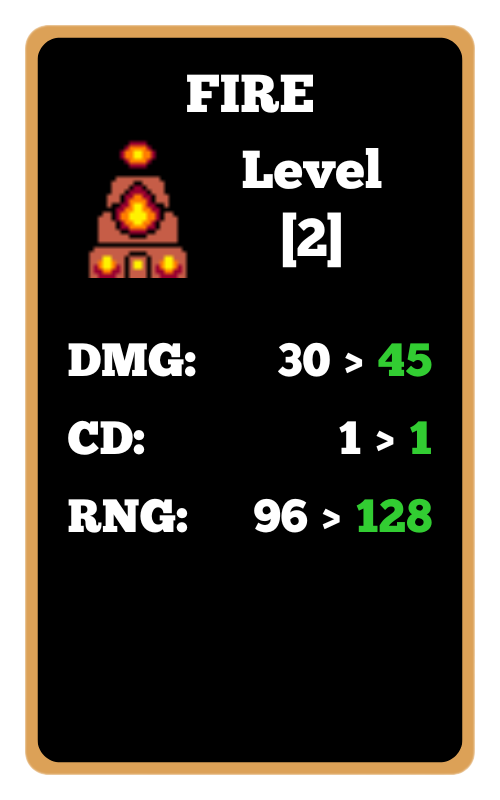 FIRE
Level
[2]
DMG: 30 > 45
CD: 1 > 1
RNG: 96 > 128